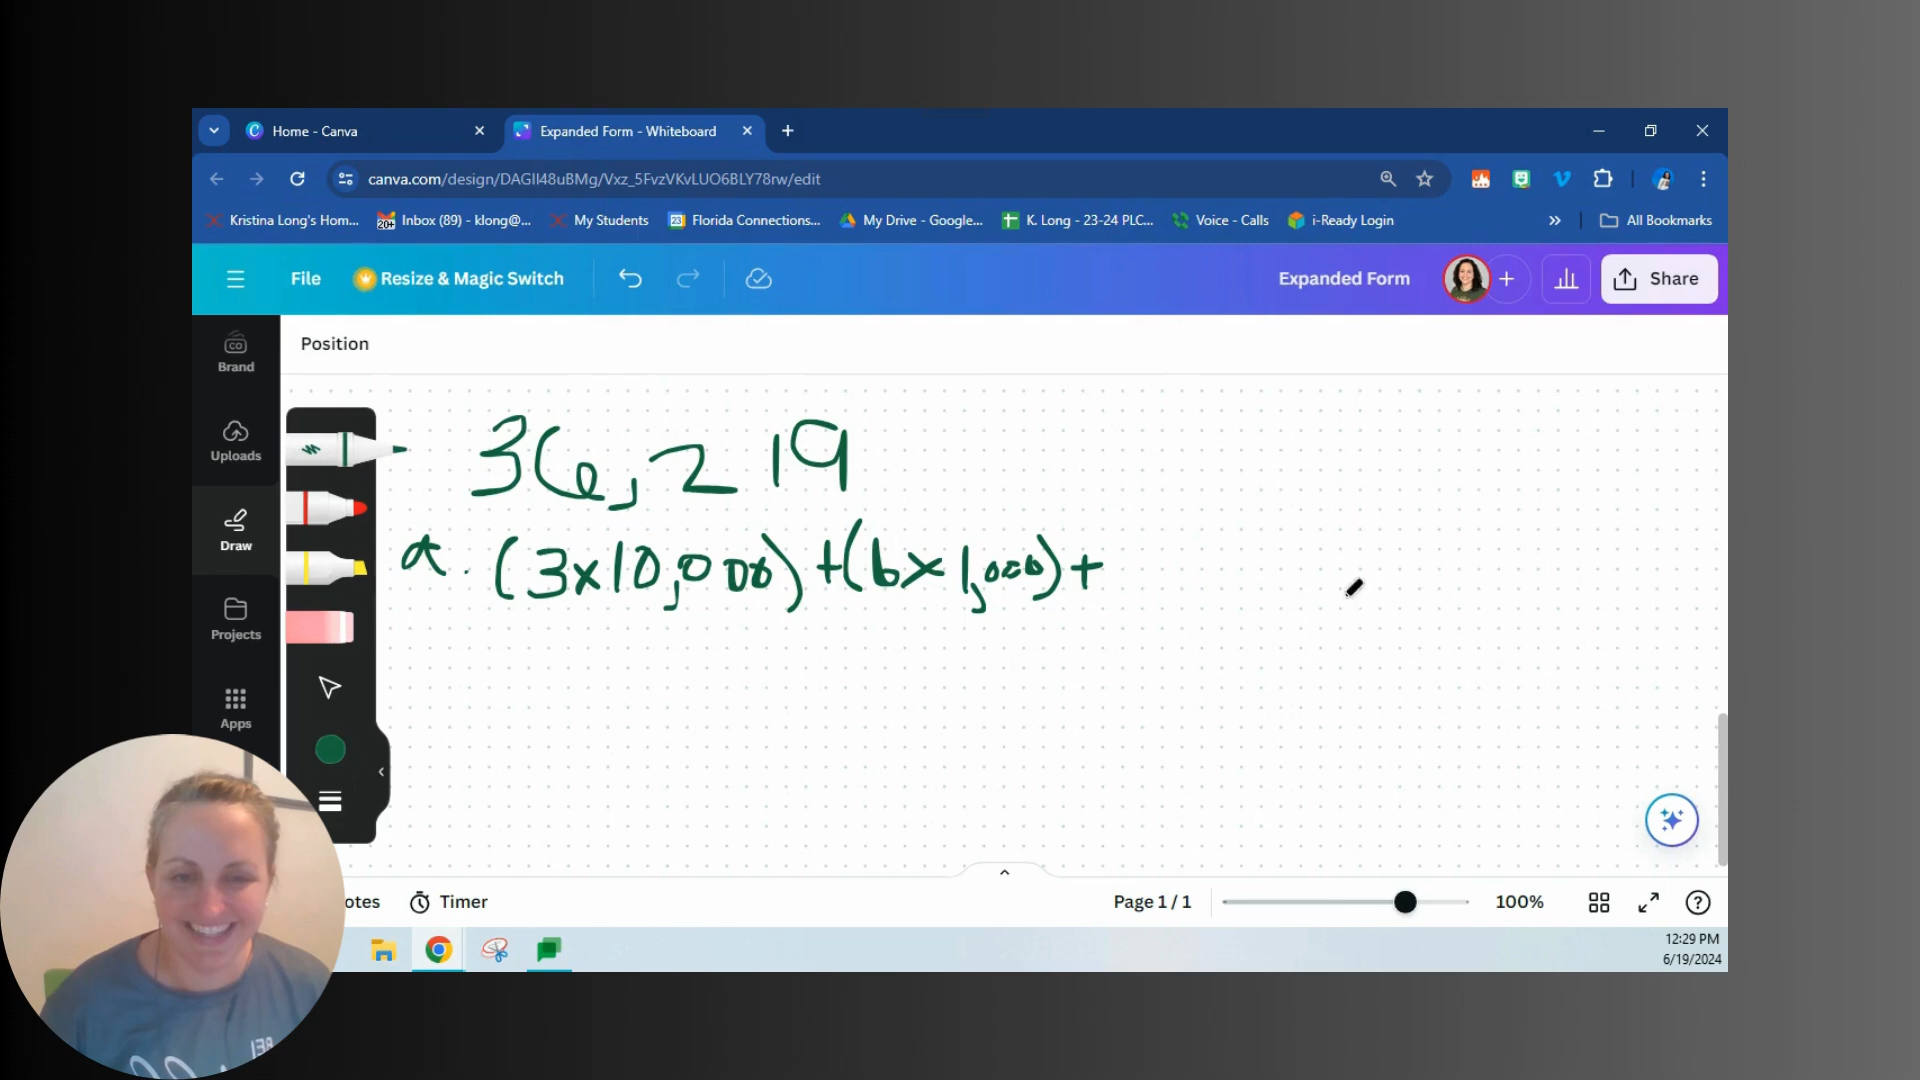 Home - Canva
Expanded Form - Whiteboard
canva.com/design/DAGIl48uBMg/Vxz_5FvzVKvLUO6BLY78rw/edit
Kristina Long's Hom...
20+
Inbox (89) - klong@...
My Students
23
Florida Connections...
My Drive - Google...
K. Long - 23-24 PLC...
Voice - Calls
i-Ready Login
»
All Bookmarks
File
Resize & Magic Switch
Expanded Form
Share
Position
Brand
Uploads
Draw
Projects
Apps
36,219
a. (3x10,000)+(6x1,000)+
otes
Timer
Page 1 / 1
100%
12:29 PM
6/19/2024